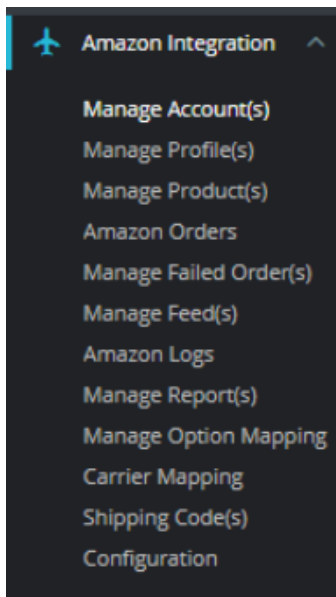 Amazon Integration
Manage Account(s)
Manage Profile(s)
Manage Product(s)
Amazon Orders
Manage Failed Order(s)
Manage Feed(s)
Amazon Logs
Manage Report(s)
Manage Option Mapping
Carrier Mapping
Shipping Code(s)
Configuration